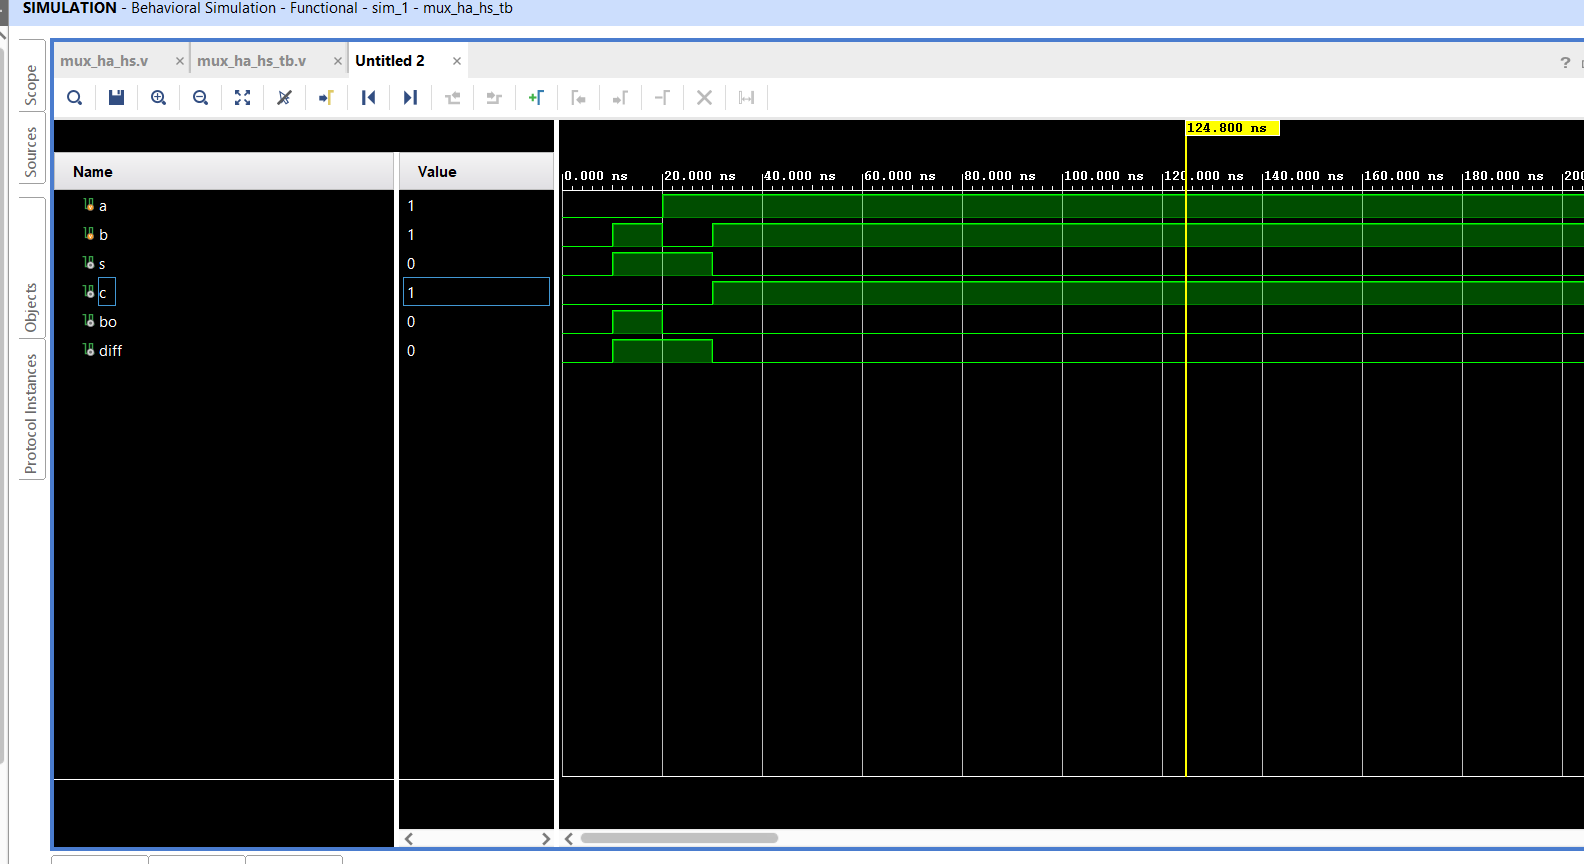 SIMULATION - Behavioral Simulation - Functional - sim_1 - mux_ha_hs_tb
mux_ha_hs.v × mux_ha_hs_tb.v × Untitled 2 × ?
Scope
Sources
Objects
Protocol Instances
124.800 ns
Name Value
0.000 ns 20.000 ns 40.000 ns 60.000 ns 80.000 ns 100.000 ns 120.000 ns 140.000 ns 160.000 ns 180.000 ns 200
a 1
b 1
s 0
c 1
bo 0
diff 0